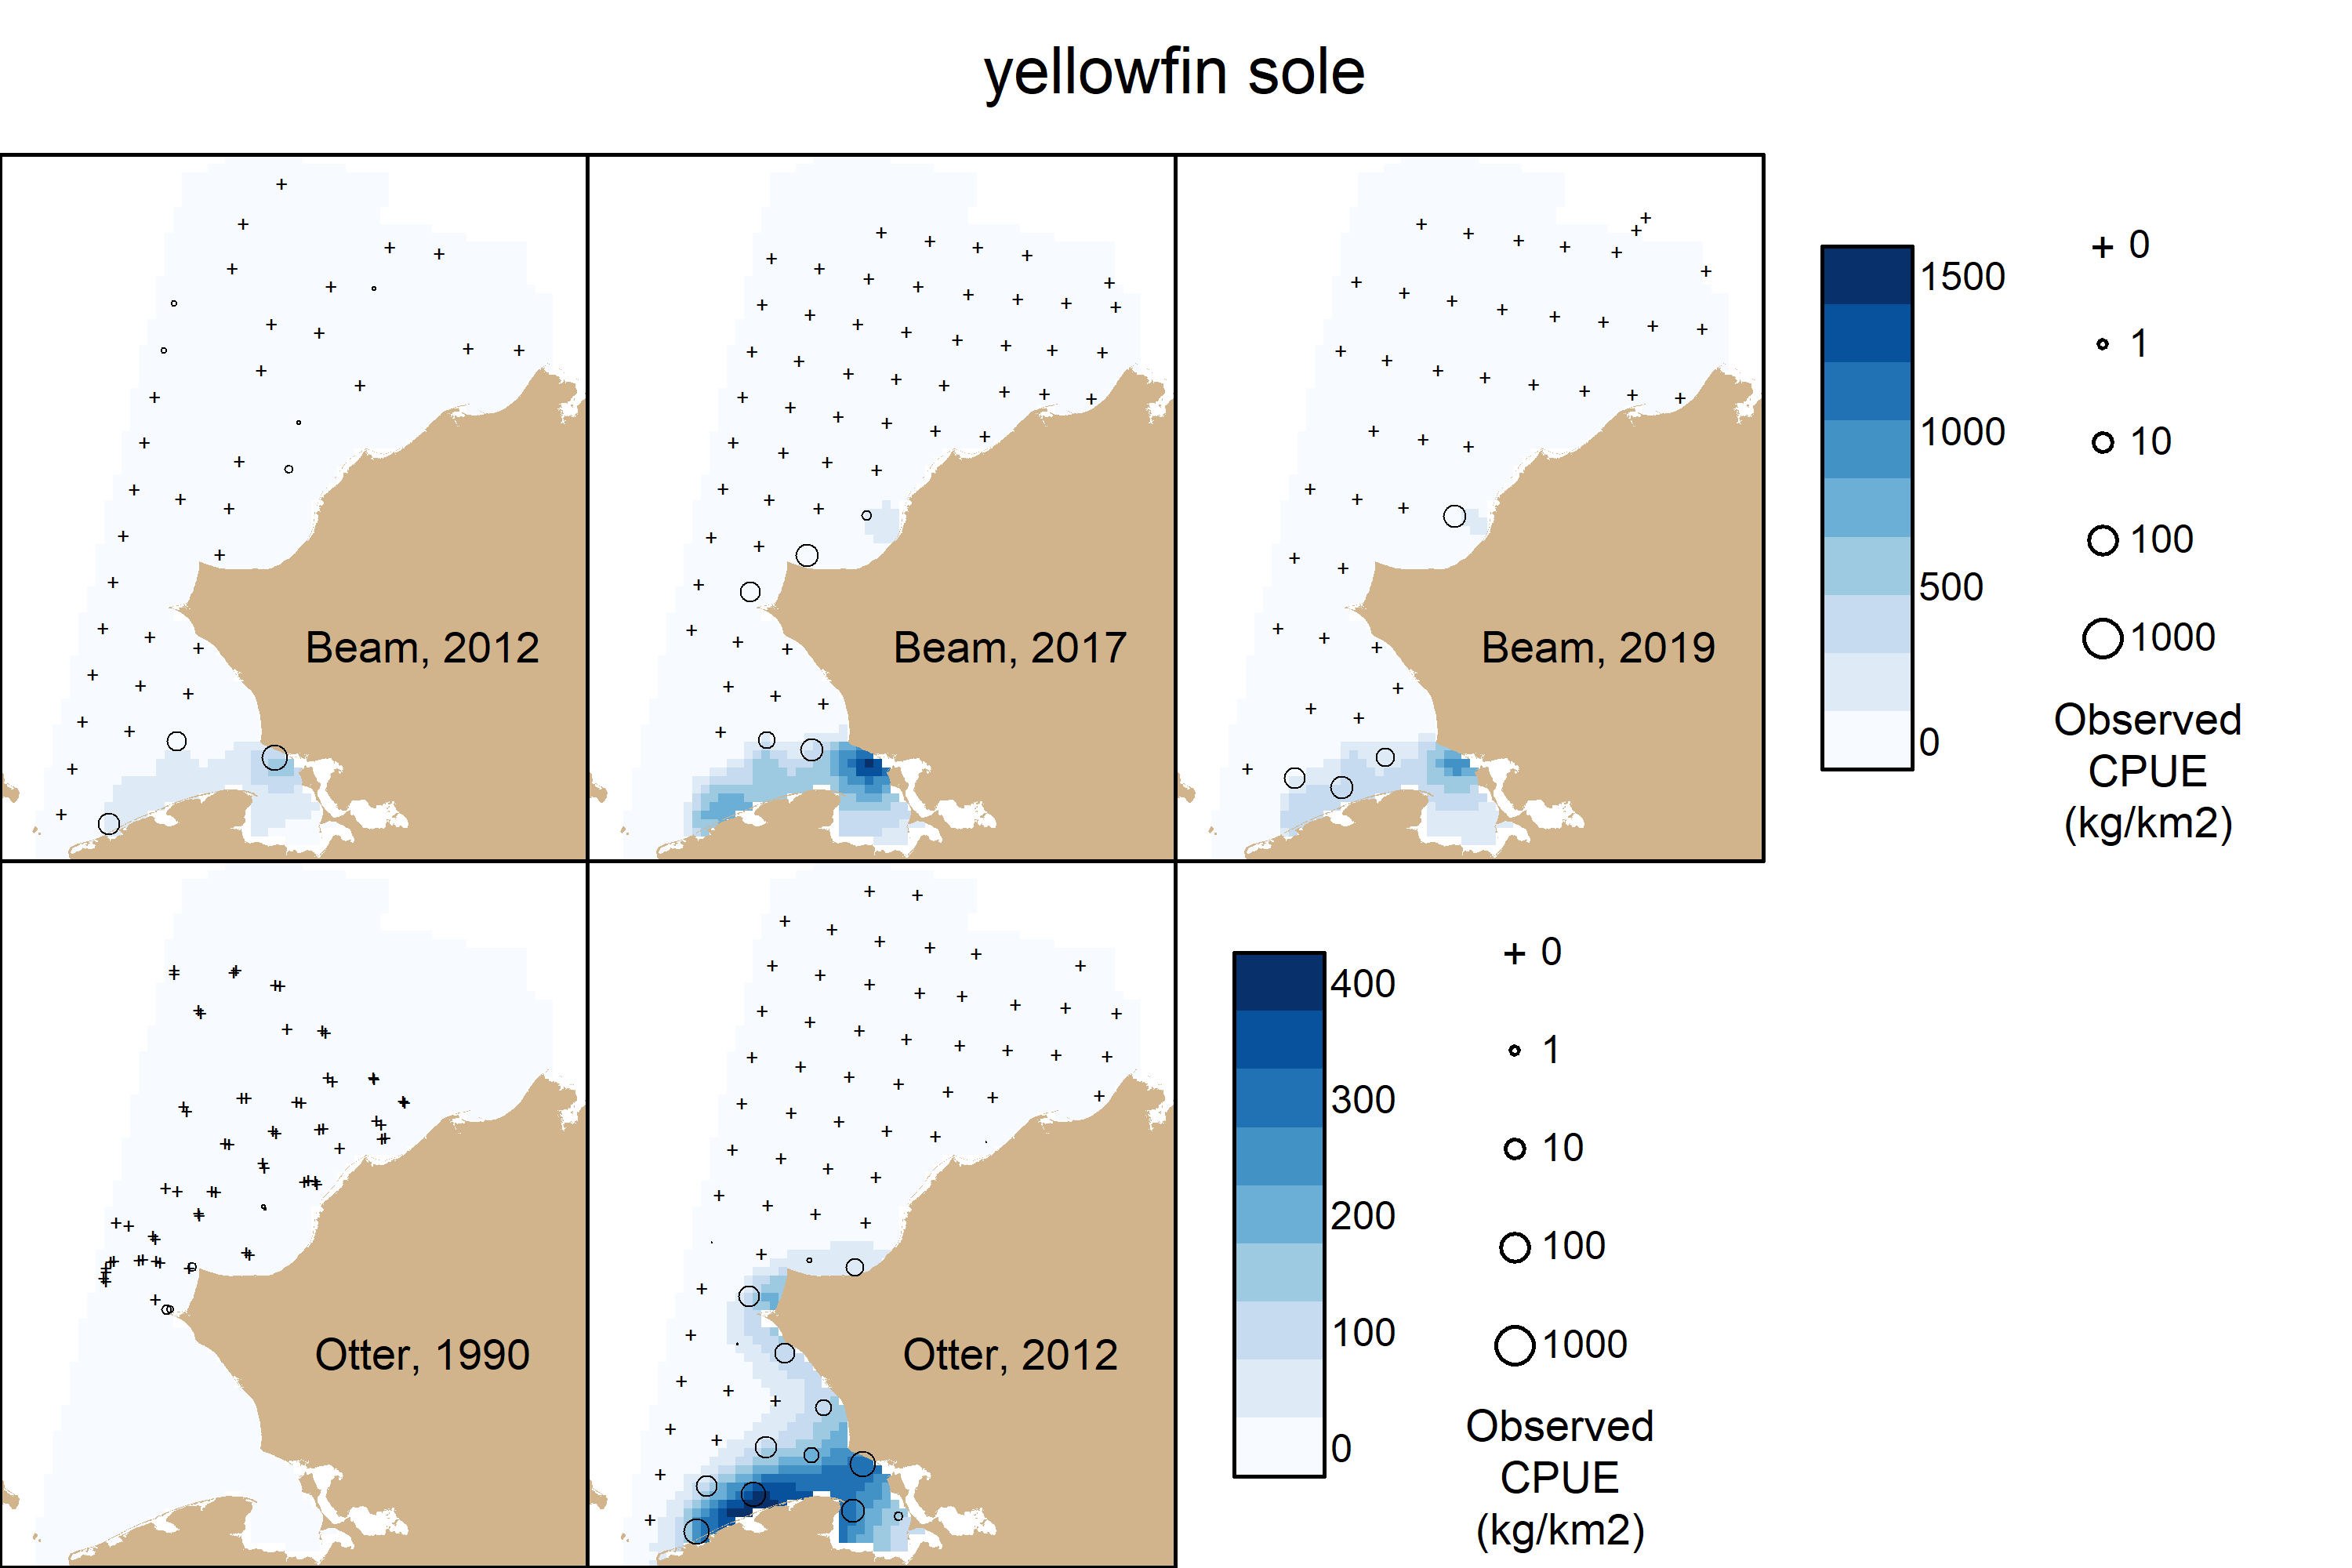 yellowfin sole
Beam, 2012
Beam, 2017
Beam, 2019
1500
1000
500
0
+ 0
1
10
100
1000
Observed
CPUE
(kg/km2)
Otter, 1990
Otter, 2012
400
300
200
100
0
+ 0
1
10
100
1000
Observed
CPUE
(kg/km2)